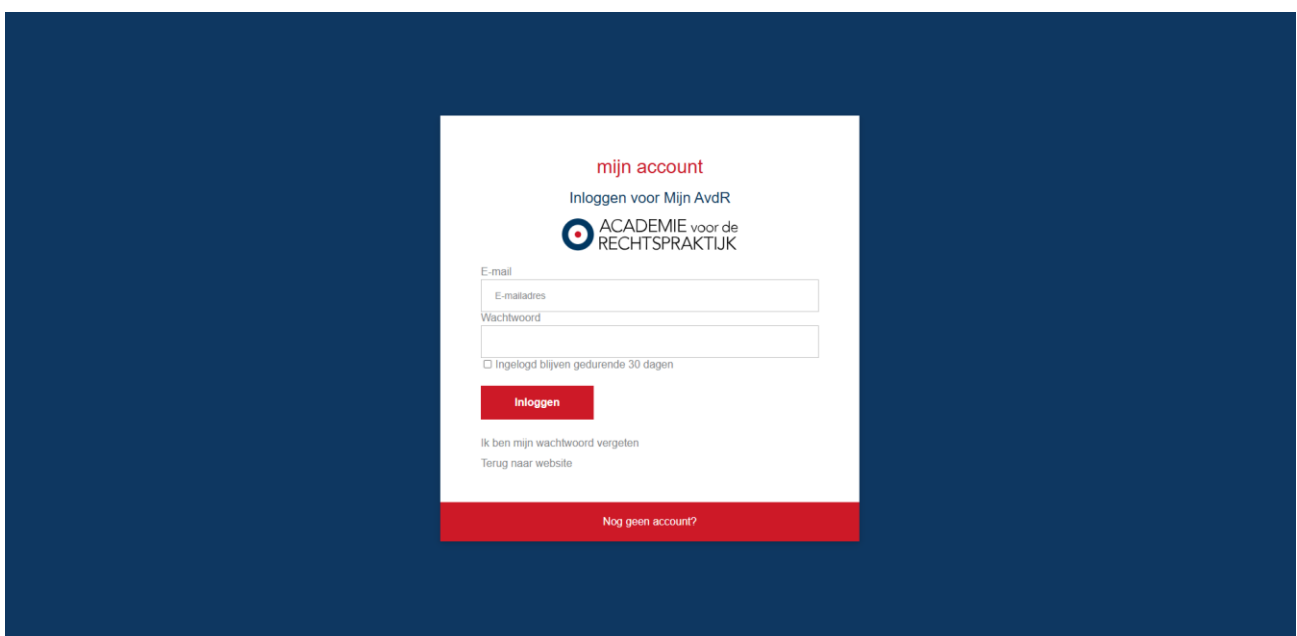 mijn account
Inloggen voor Mijn AvdR
ACADEMIE voor de
RECHTSPRAKTIJK
E-mail
E-mailadres
Wachtwoord
Ingelogd blijven gedurende 30 dagen
Inloggen
Ik ben mijn wachtwoord vergeten
Terug naar website
Nog geen account?